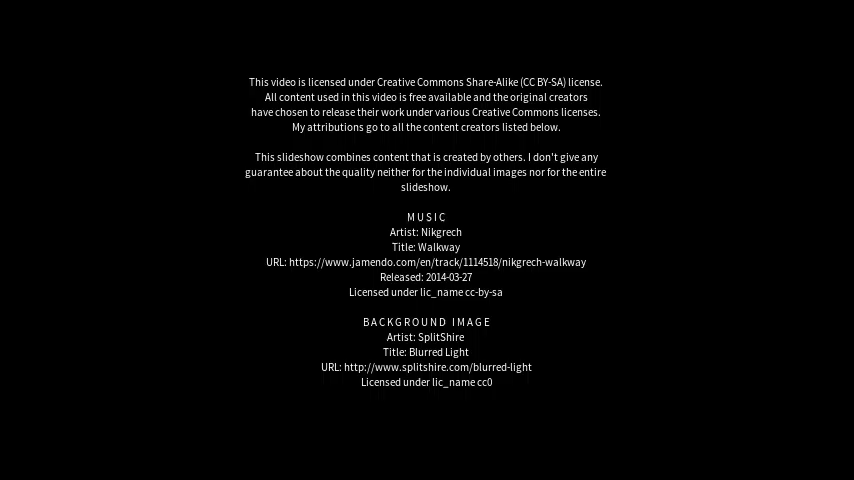 This video is licensed under Creative Commons Share-Alike (CC BY-SA) license.
All content used in this video is free available and the original creators
have chosen to release their work under various Creative Commons licenses.
My attributions go to all the content creators listed below.
This slideshow combines content that is created by others. I don't give any
guarantee about the quality neither for the individual images nor for the entire
slideshow.
MUSIC
Artist: Nikgrech
Title: Walkway
URL: https://www.jamendo.com/en/track/1114518/nikgrech-walkway
Released: 2014-03-27
Licensed under lic_name cc-by-sa
BACKGROUND IMAGE
Artist: SplitShire
Title: Blurred Light
URL: http://www.splitshire.com/blurred-light
Licensed under lic_name cc0